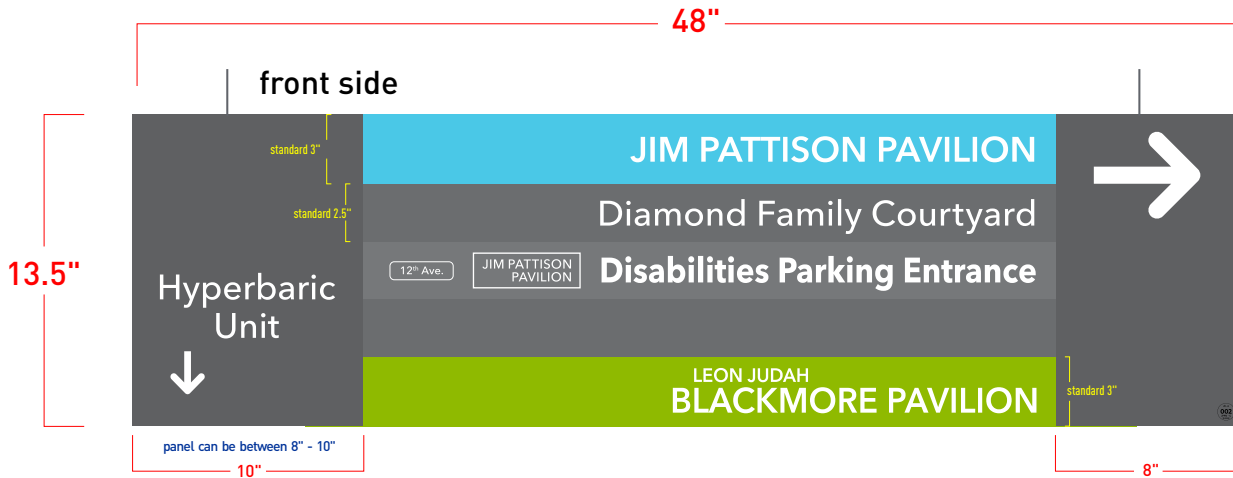 48"
front side
standard 3"
JIM PATTISON PAVILION
standard 2.5"
Diamond Family Courtyard
13.5"
12th Ave.
JIM PATTISON
PAVILION
Disabilities Parking Entrance
Hyperbaric
Unit
LEON JUDAH
BLACKMORE PAVILION
standard 3"
002
panel can be between 8" - 10"
10"
8"